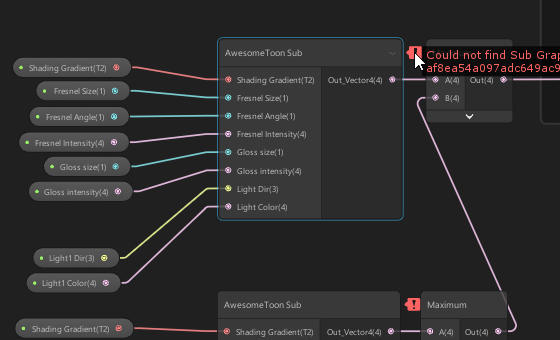 AwesomeToon Sub
Could not find Sub Grap
af8ea54a097adc649ac9
Shading Gradient(T2)
Fresnel Size(1)
Fresnel Angle(1)
Fresnel Intensity(4)
Gloss size(1)
Gloss intensity(4)
Light1 Dir(3)
Light1 Color(4)
Shading Gradient(T2) Out_Vector4(4)
Fresnel Size(1)
Fresnel Angle(1)
Fresnel Intensity(4)
Gloss size(1)
Gloss intensity(4)
Light Dir(3)
Light Color(4)
A(4) Out(4)
B(4)
AwesomeToon Sub
Maximum
Shading Gradient(T2)
Shading Gradient(T2) Out_Vector4(4)
A(4) Out(4)